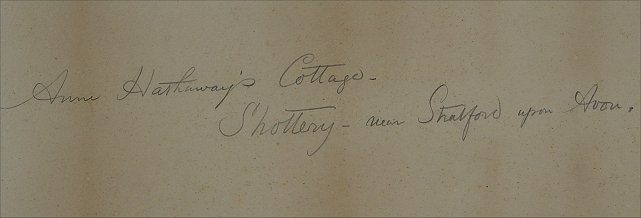 Anne Hathaway's Cottage -
Shottery - near Stratford upon Avon.